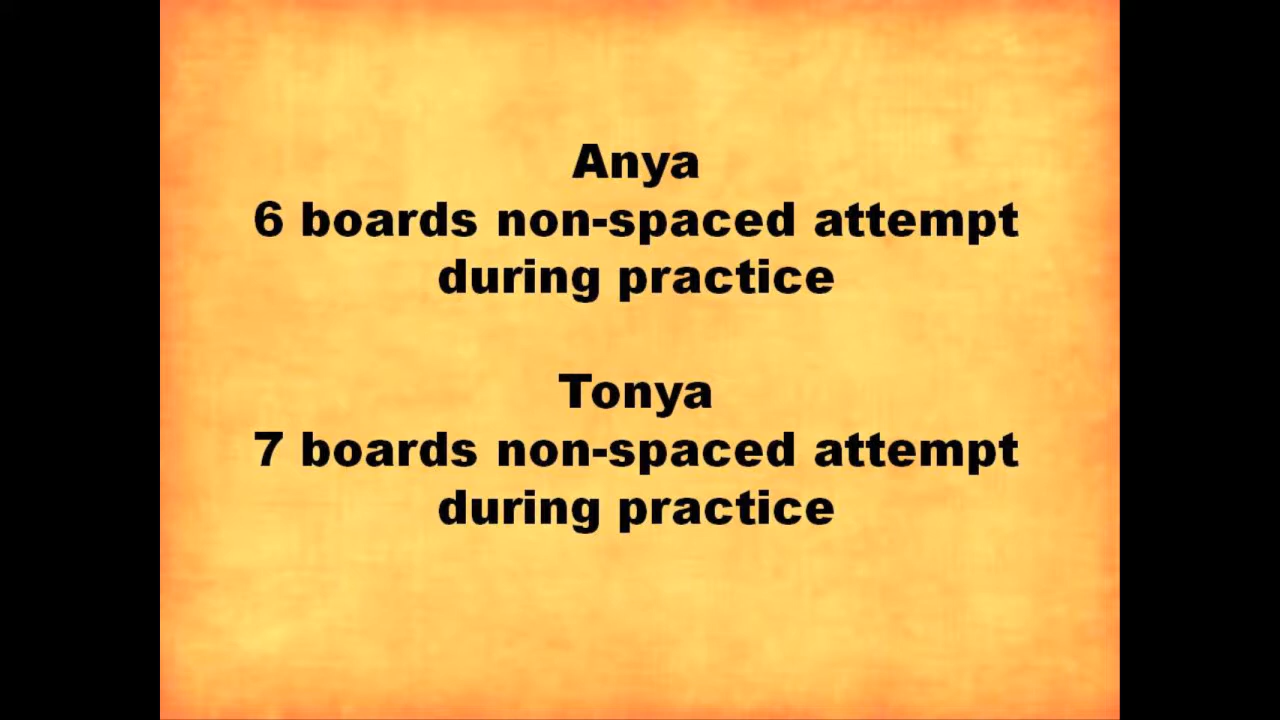 Anya
6 boards non-spaced attempt
during practice
Tonya
7 boards non-spaced attempt
during practice